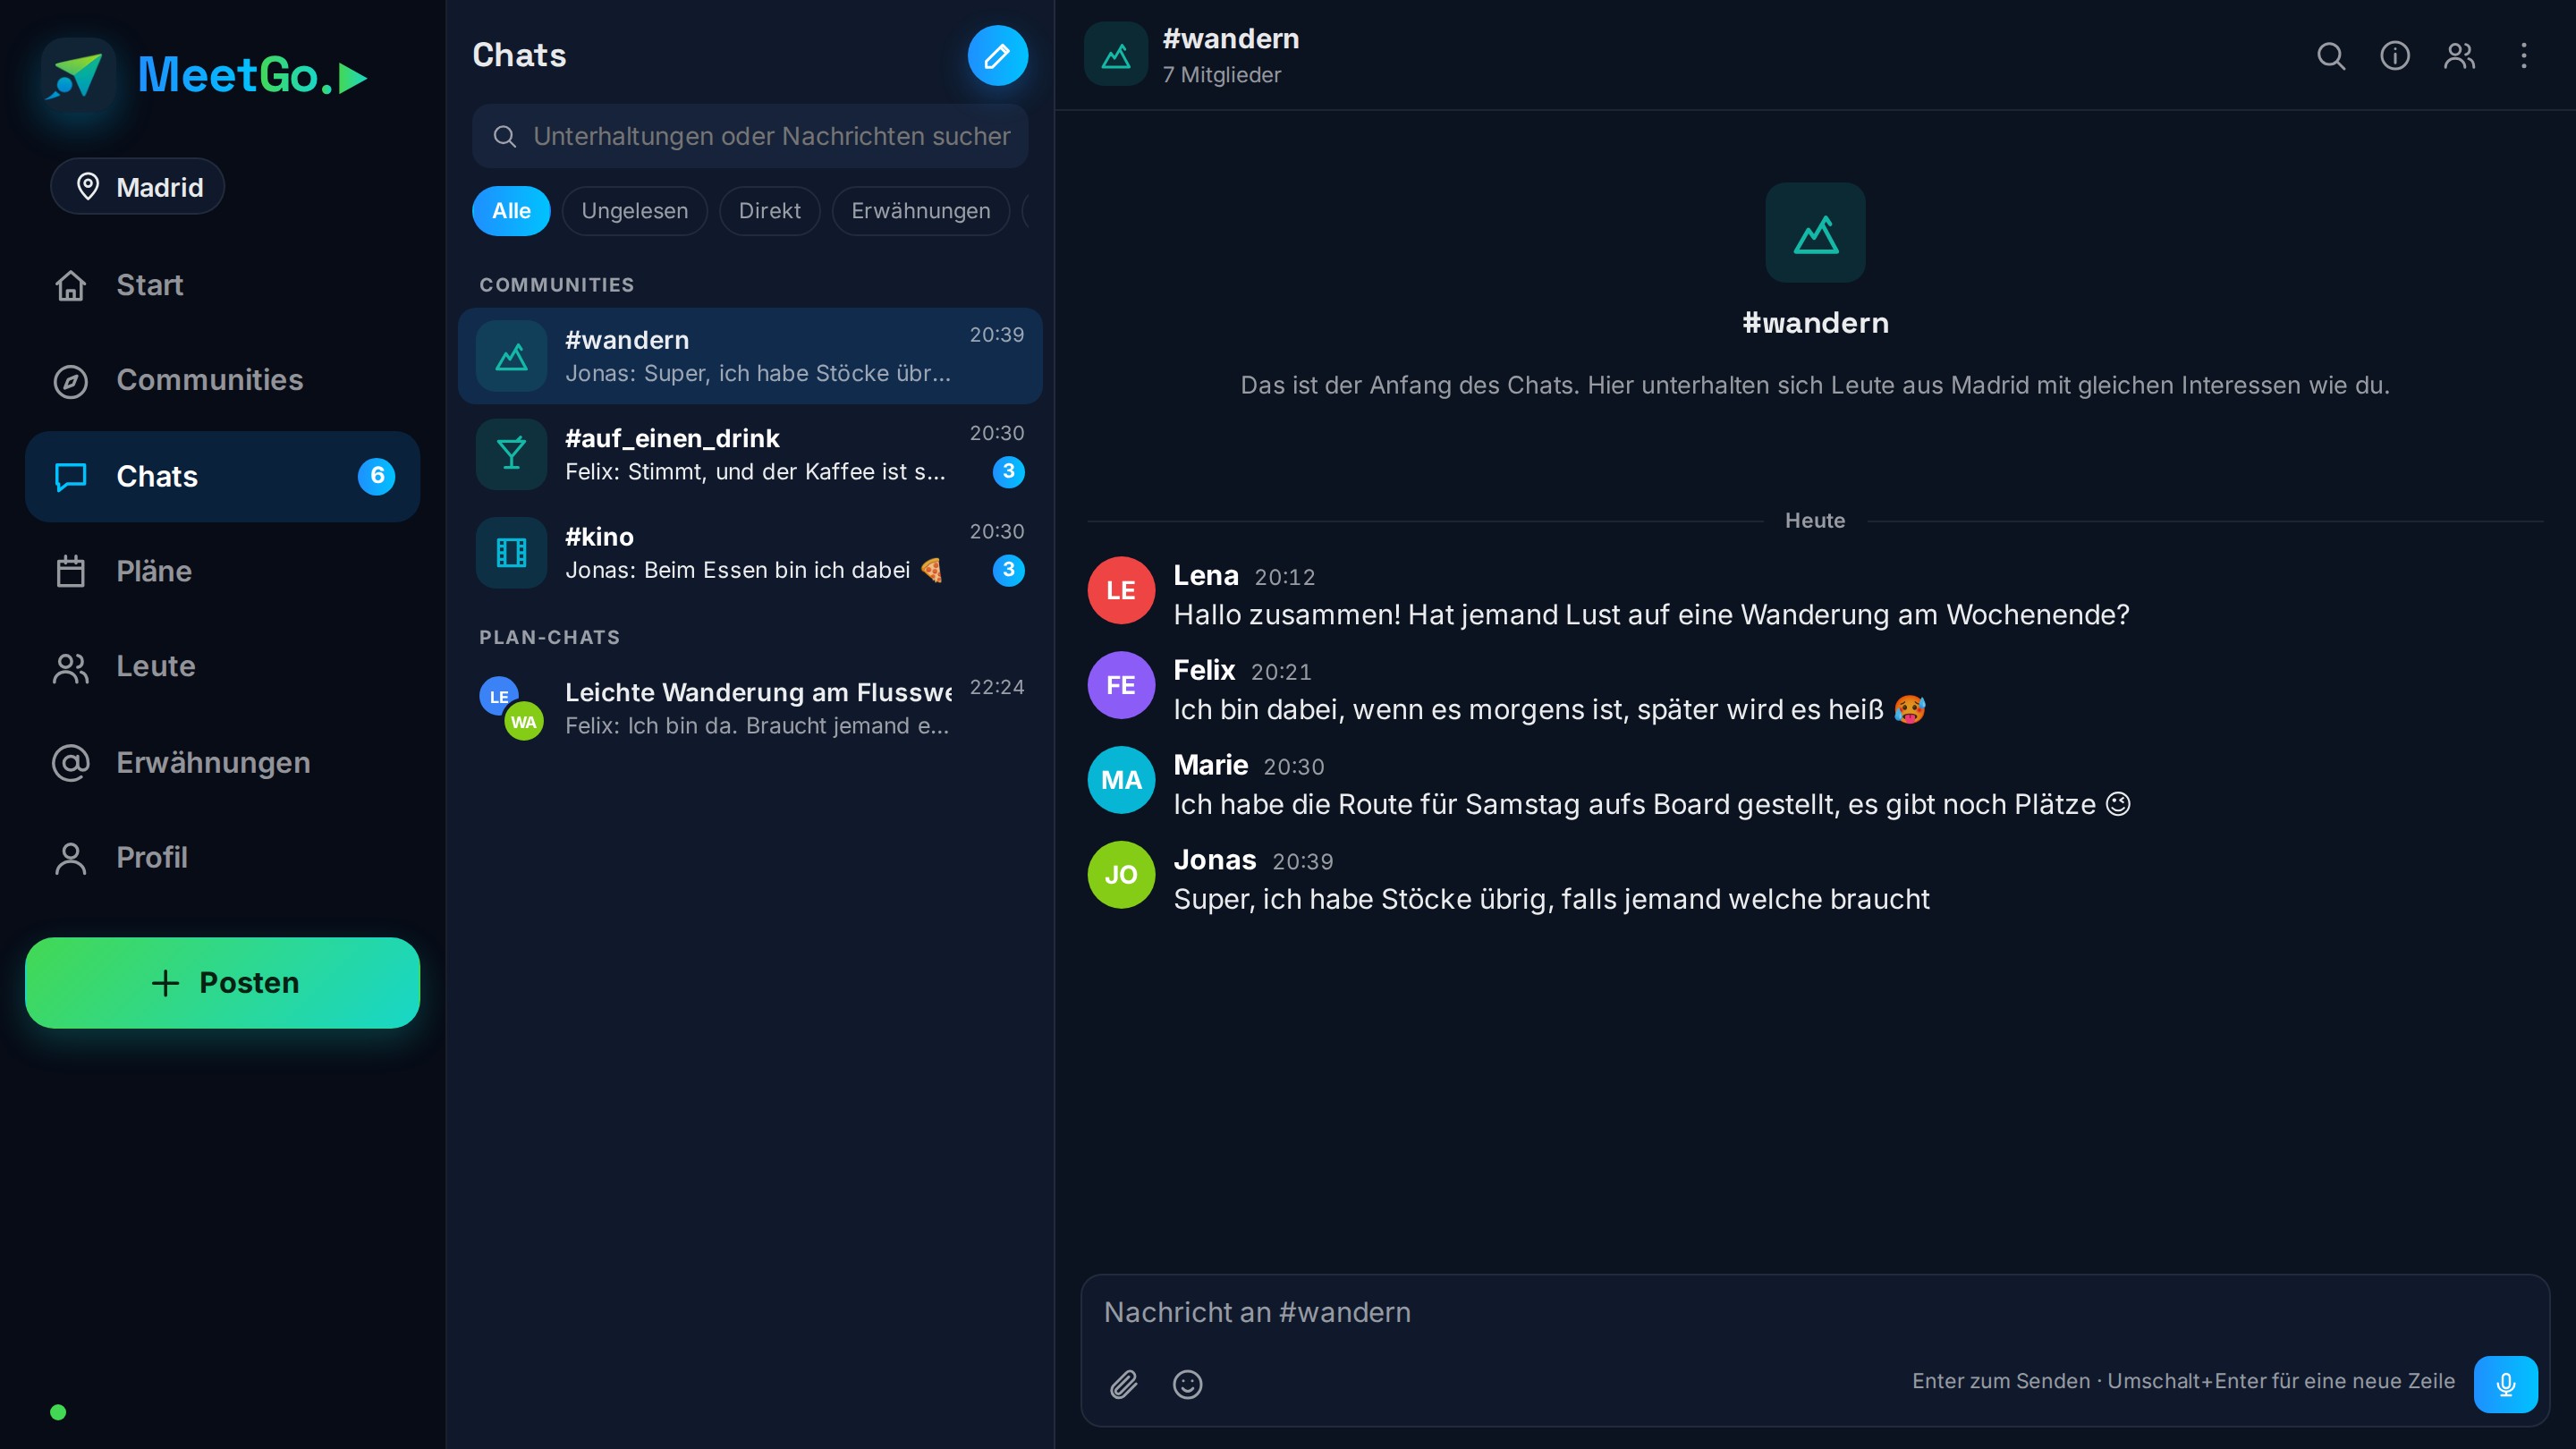 MeetGo.
Madrid
Start
Communities
Chats
6
Pläne
Leute
Erwähnungen
Profil
Posten
Chats
Unterhaltungen oder Nachrichten sucher
Alle
Ungelesen
Direkt
Erwähnungen
COMMUNITIES
#wandern
20:39
Jonas: Super, ich habe Stöcke übr...
#auf_einen_drink
20:30
Felix: Stimmt, und der Kaffee ist s...
3
#kino
20:30
Jonas: Beim Essen bin ich dabei 🍕
3
PLAN-CHATS
LE
WA
Leichte Wanderung am Flusswe
22:24
Felix: Ich bin da. Braucht jemand e...
#wandern
7 Mitglieder
#wandern
Das ist der Anfang des Chats. Hier unterhalten sich Leute aus Madrid mit gleichen Interessen wie du.
Heute
LE
Lena 20:12
Hallo zusammen! Hat jemand Lust auf eine Wanderung am Wochenende?
FE
Felix 20:21
Ich bin dabei, wenn es morgens ist, später wird es heiß 🥵
MA
Marie 20:30
Ich habe die Route für Samstag aufs Board gestellt, es gibt noch Plätze 😉
JO
Jonas 20:39
Super, ich habe Stöcke übrig, falls jemand welche braucht
Nachricht an #wandern
Enter zum Senden · Umschalt+Enter für eine neue Zeile